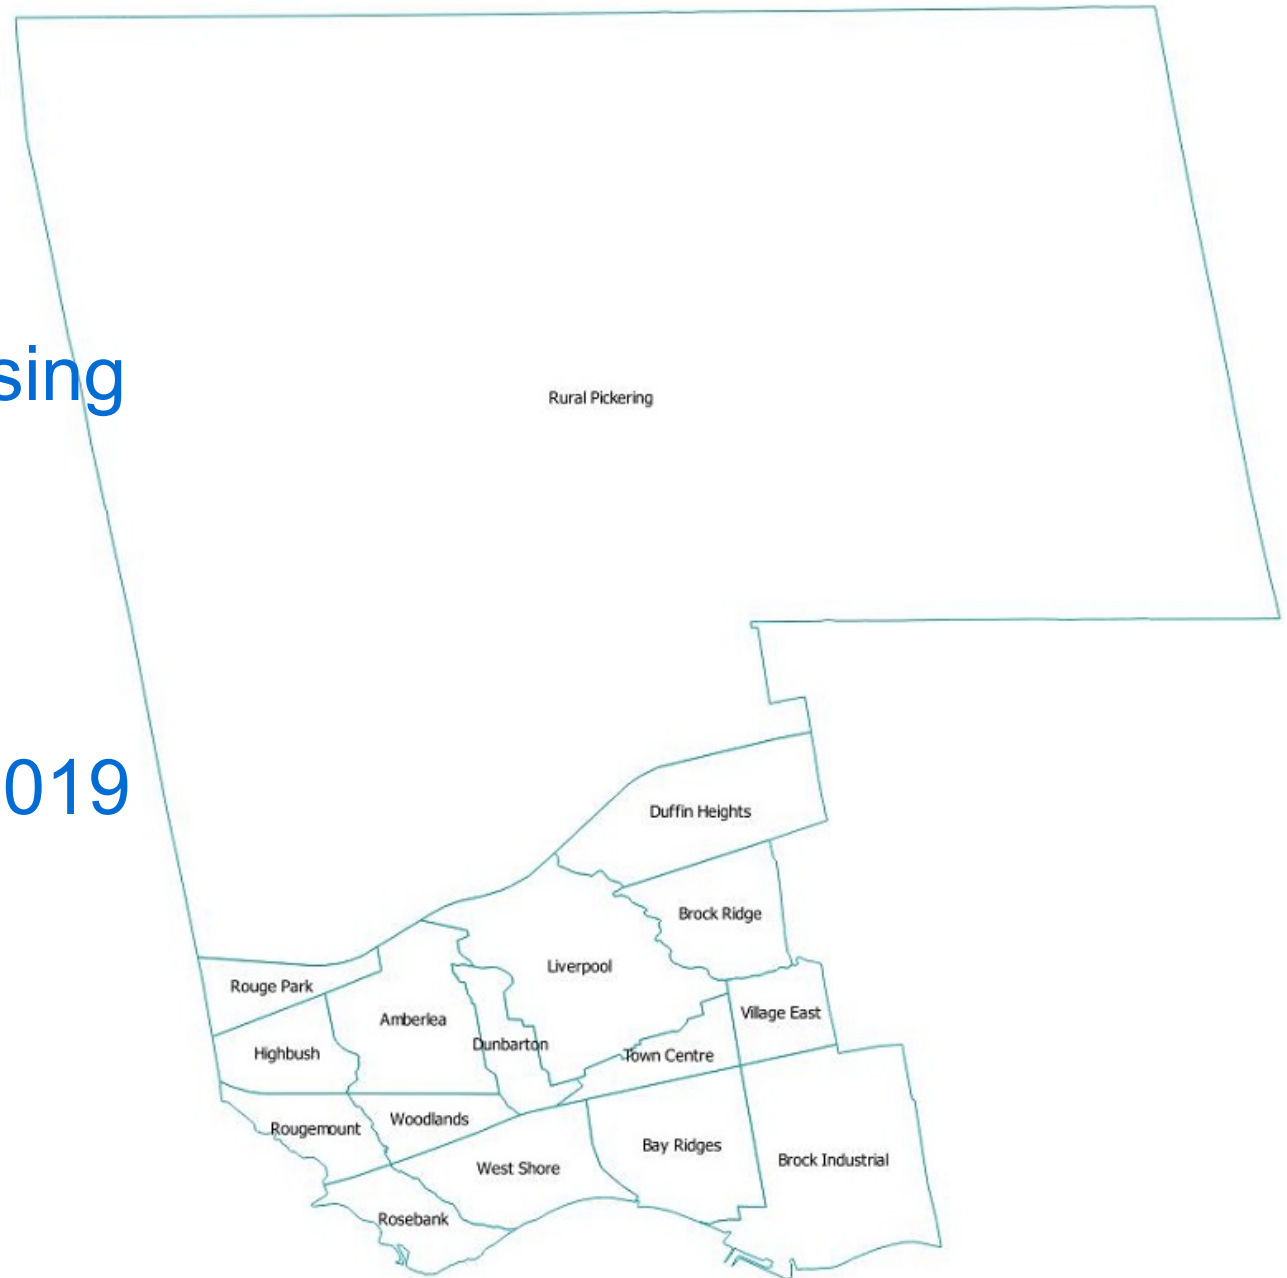 sing
Rural Pickering
019
Duffin Heights
Brock Ridge
Liverpool
Rouge Park
Village East
Amberlea
Dunbarton
Highbush
Town Centre
Woodlands
Rougemount
Bay Ridges
Brock Industrial
West Shore
Rosebank